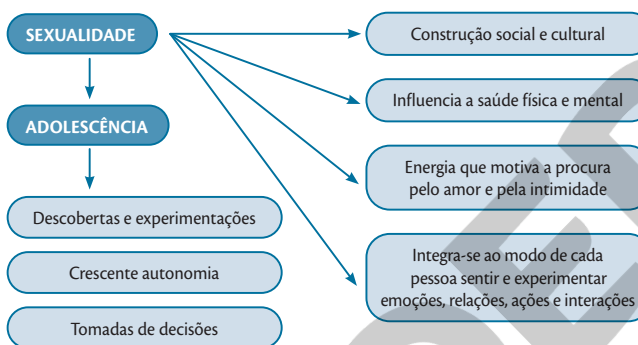 SEXUALIDADE
ADOLESCÊNCIA
Descobertas e experimentações
Crescente autonomia
Tomadas de decisões
Construção social e cultural
Influencia a saúde física e mental
Energia que motiva a procura
pelo amor e pela intimidade
Integra-se ao modo de cada
pessoa sentir e experimentar
emoções, relações, ações e interações